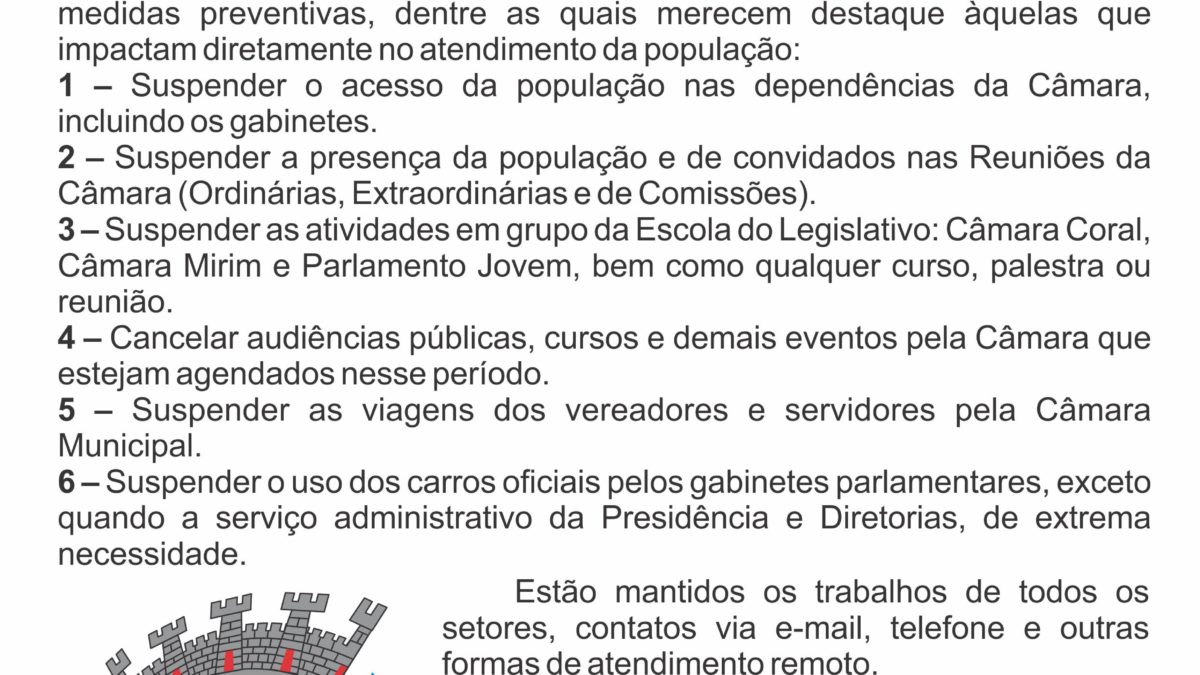 medidas preventivas, dentre as quais merecem destaque àquelas que
impactam diretamente no atendimento da população:
1 – Suspender o acesso da população nas dependências da Câmara,
incluindo os gabinetes.
2 – Suspender a presença da população e de convidados nas Reuniões da
Câmara (Ordinárias, Extraordinárias e de Comissões).
3 – Suspender as atividades em grupo da Escola do Legislativo: Câmara Coral,
Câmara Mirim e Parlamento Jovem, bem como qualquer curso, palestra ou
reunião.
4 – Cancelar audiências públicas, cursos e demais eventos pela Câmara que
estejam agendados nesse período.
5 – Suspender as viagens dos vereadores e servidores pela Câmara
Municipal.
6 – Suspender o uso dos carros oficiais pelos gabinetes parlamentares, exceto
quando a serviço administrativo da Presidência e Diretorias, de extrema
necessidade.
Estão mantidos os trabalhos de todos os
setores, contatos via e-mail, telefone e outras
formas de atendimento remoto.